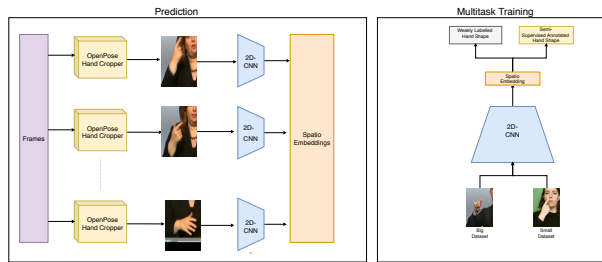 Prediction
Frames
OpenPose
Hand Cropper
2D-
CNN
OpenPose
Hand Cropper
2D-
CNN
OpenPose
Hand Cropper
2D-
CNN
Spatio
Embeddings
Multitask Training
Weakly Labelled
Hand Shape
Semi-
Supervised Annotated
Hand Shape
Spatio
Embedding
2D-
CNN
Big
Dataset
Small
Dataset